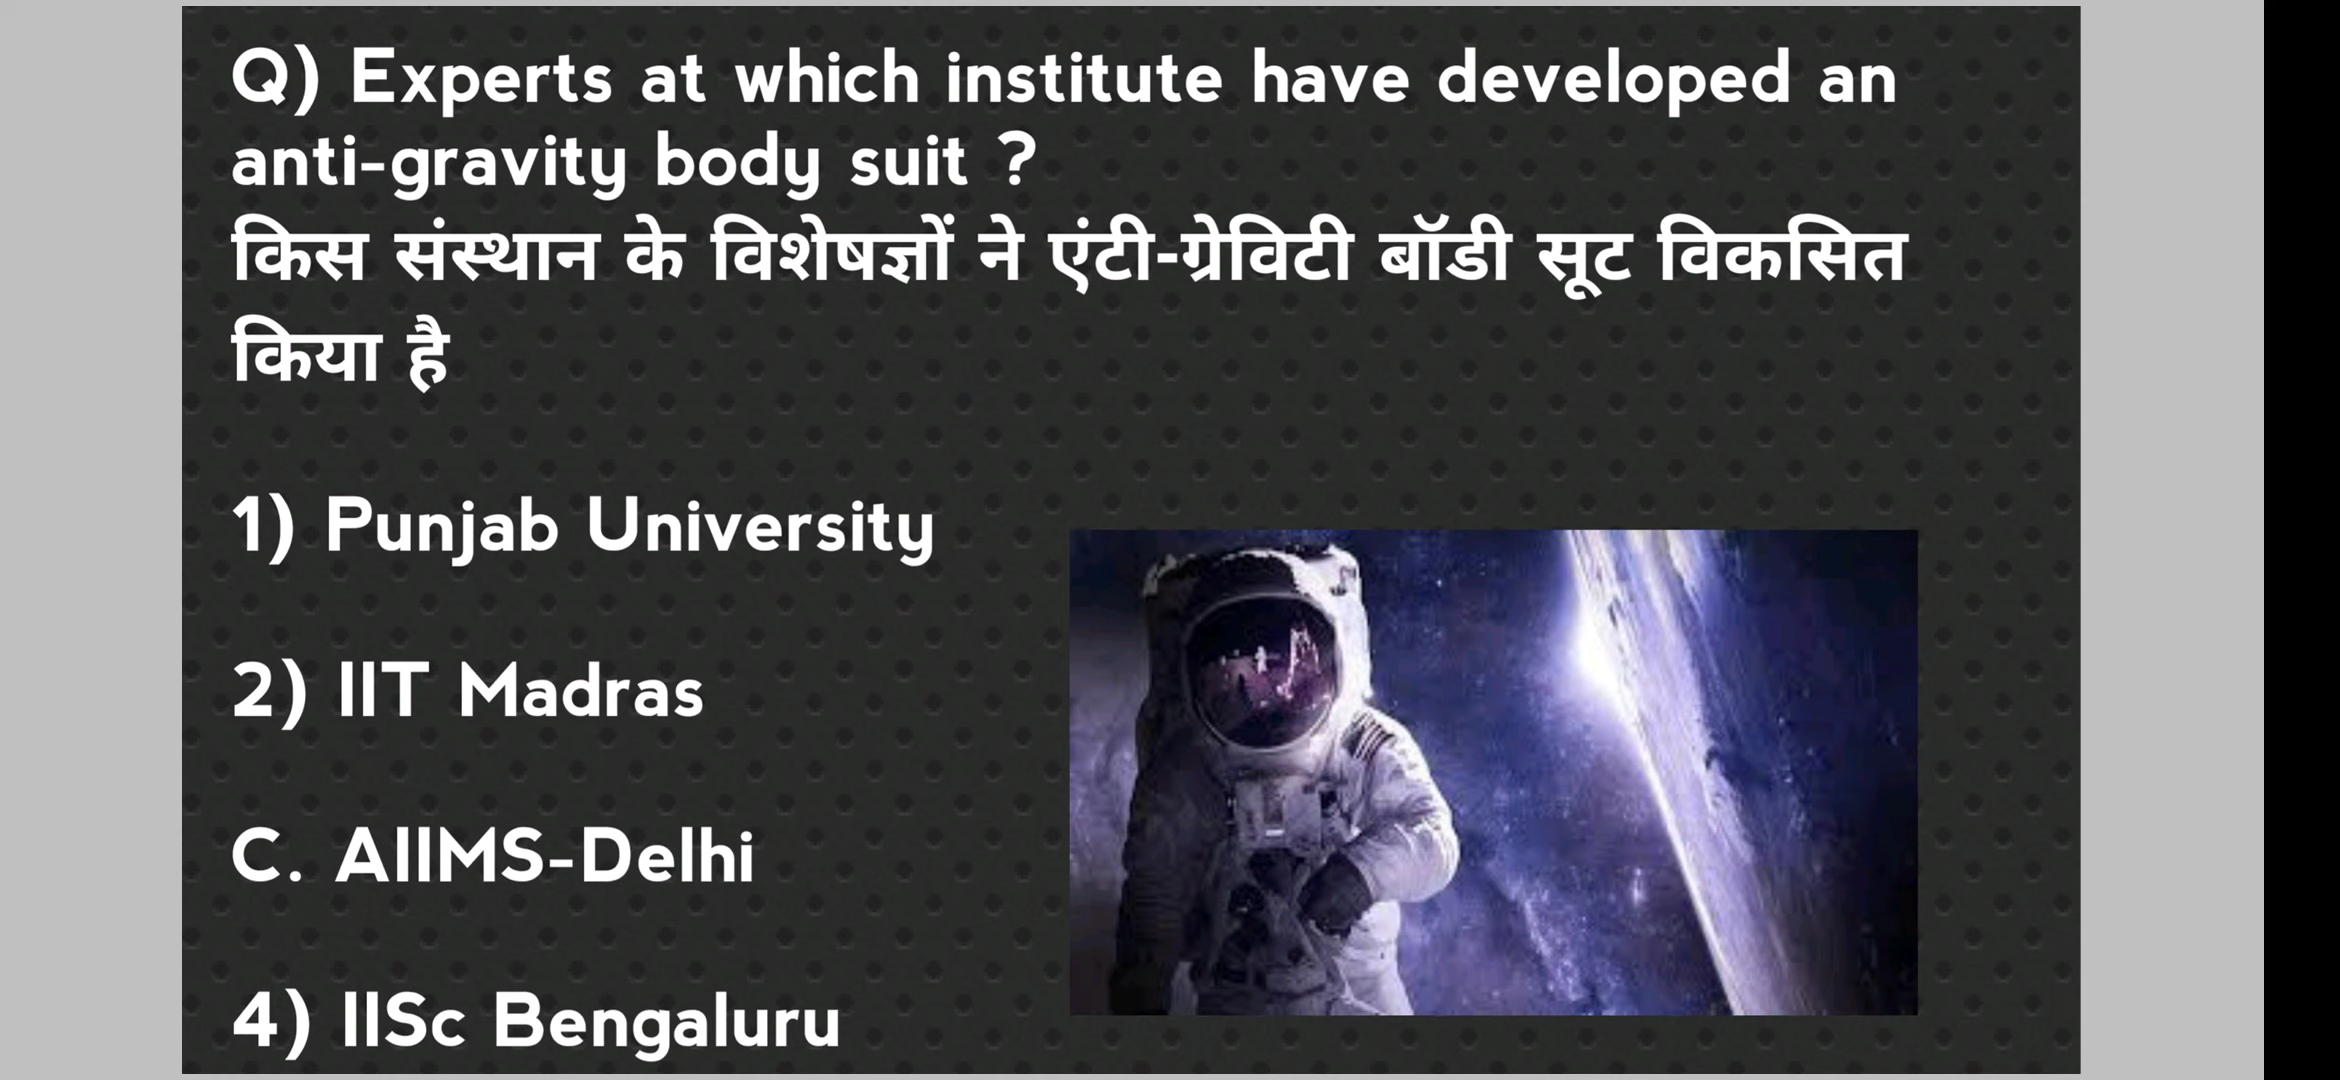 Q) Experts at which institute have developed an
anti-gravity body suit ?
किस संस्थान के विशेषज्ञों ने एंटी-ग्रेविटी बॉडी सूट विकसित
किया है
1) Punjab University
2) IIT Madras
C. AIIMS-Delhi
4) IISc Bengaluru